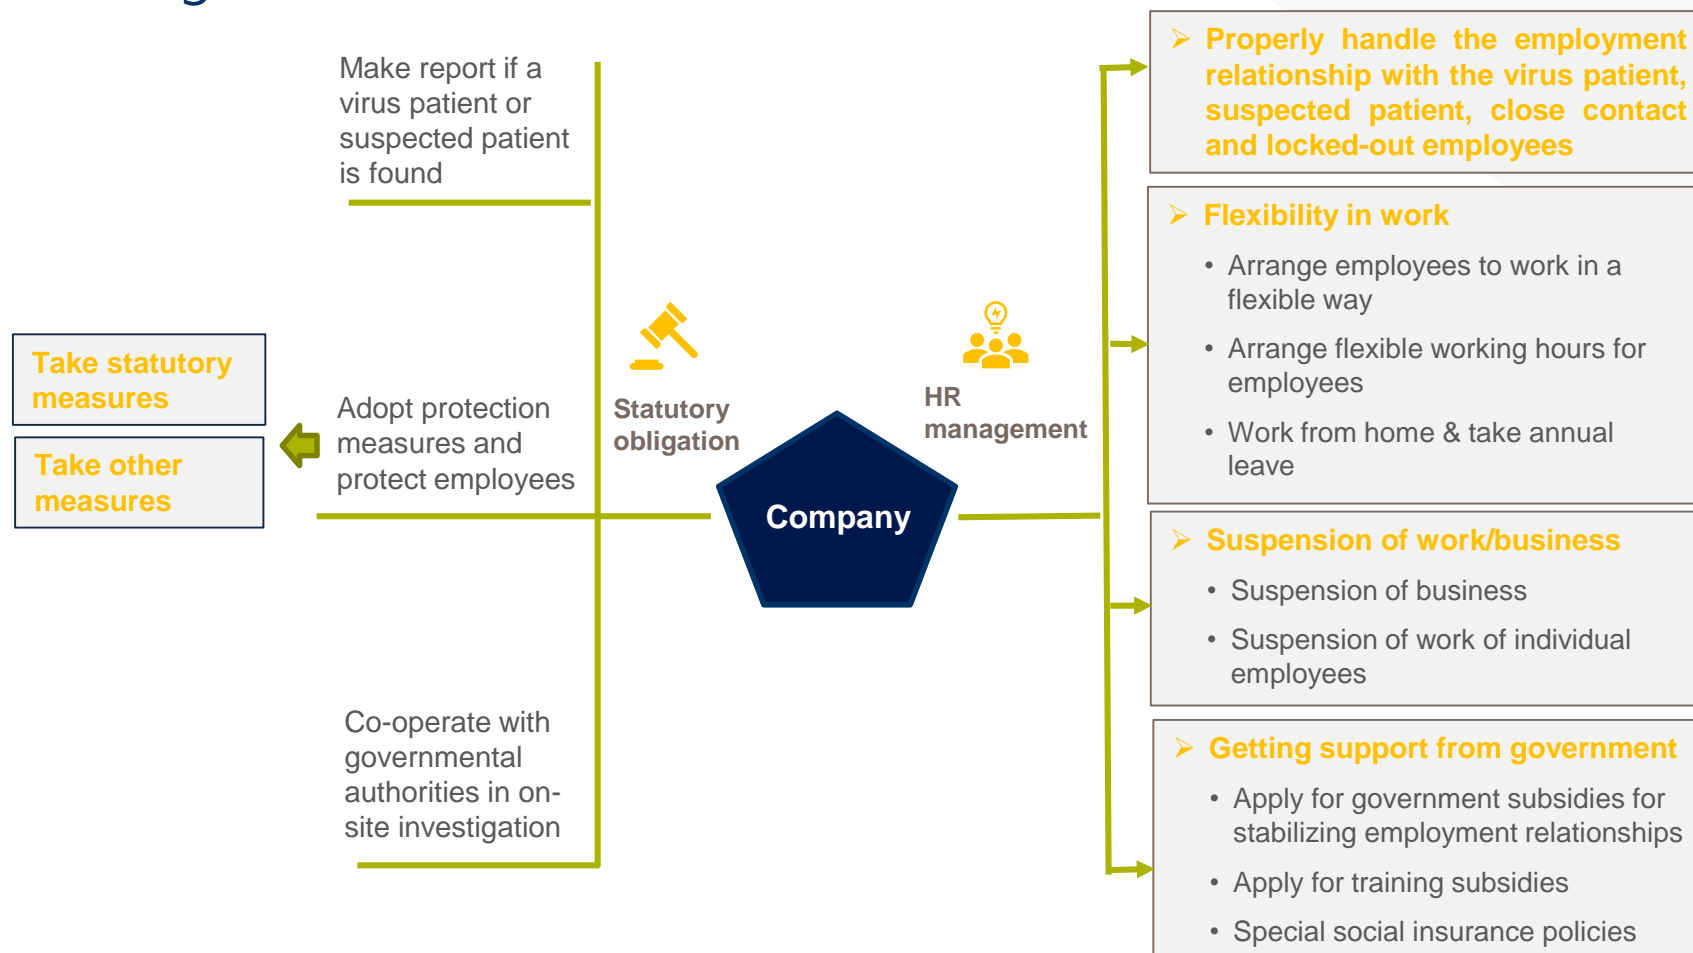 Make report if a
virus patient or
suspected patient
is found
Take statutory
measures
Take other
measures
Adopt protection
measures and
protect employees
Co-operate with
governmental
authorities in on-
site investigation
Statutory
obligation
Company
HR
management
➢ Properly handle the employment
relationship with the virus patient,
suspected patient, close contact
and locked-out employees
➢ Flexibility in work
• Arrange employees to work in a
flexible way
• Arrange flexible working hours for
employees
• Work from home & take annual
leave
➢ Suspension of work/business
• Suspension of business
• Suspension of work of individual
employees
➢ Getting support from government
• Apply for government subsidies for
stabilizing employment relationships
• Apply for training subsidies
• Special social insurance policies